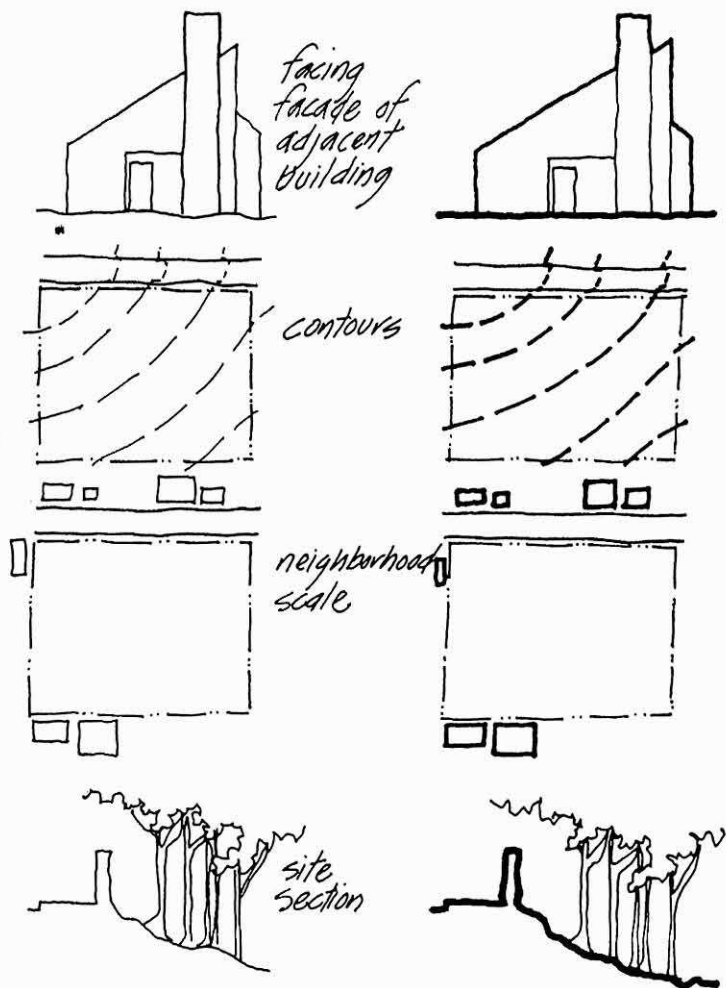 facing
facade of
adjacent
building
contours
neighborhood
scale
site
section